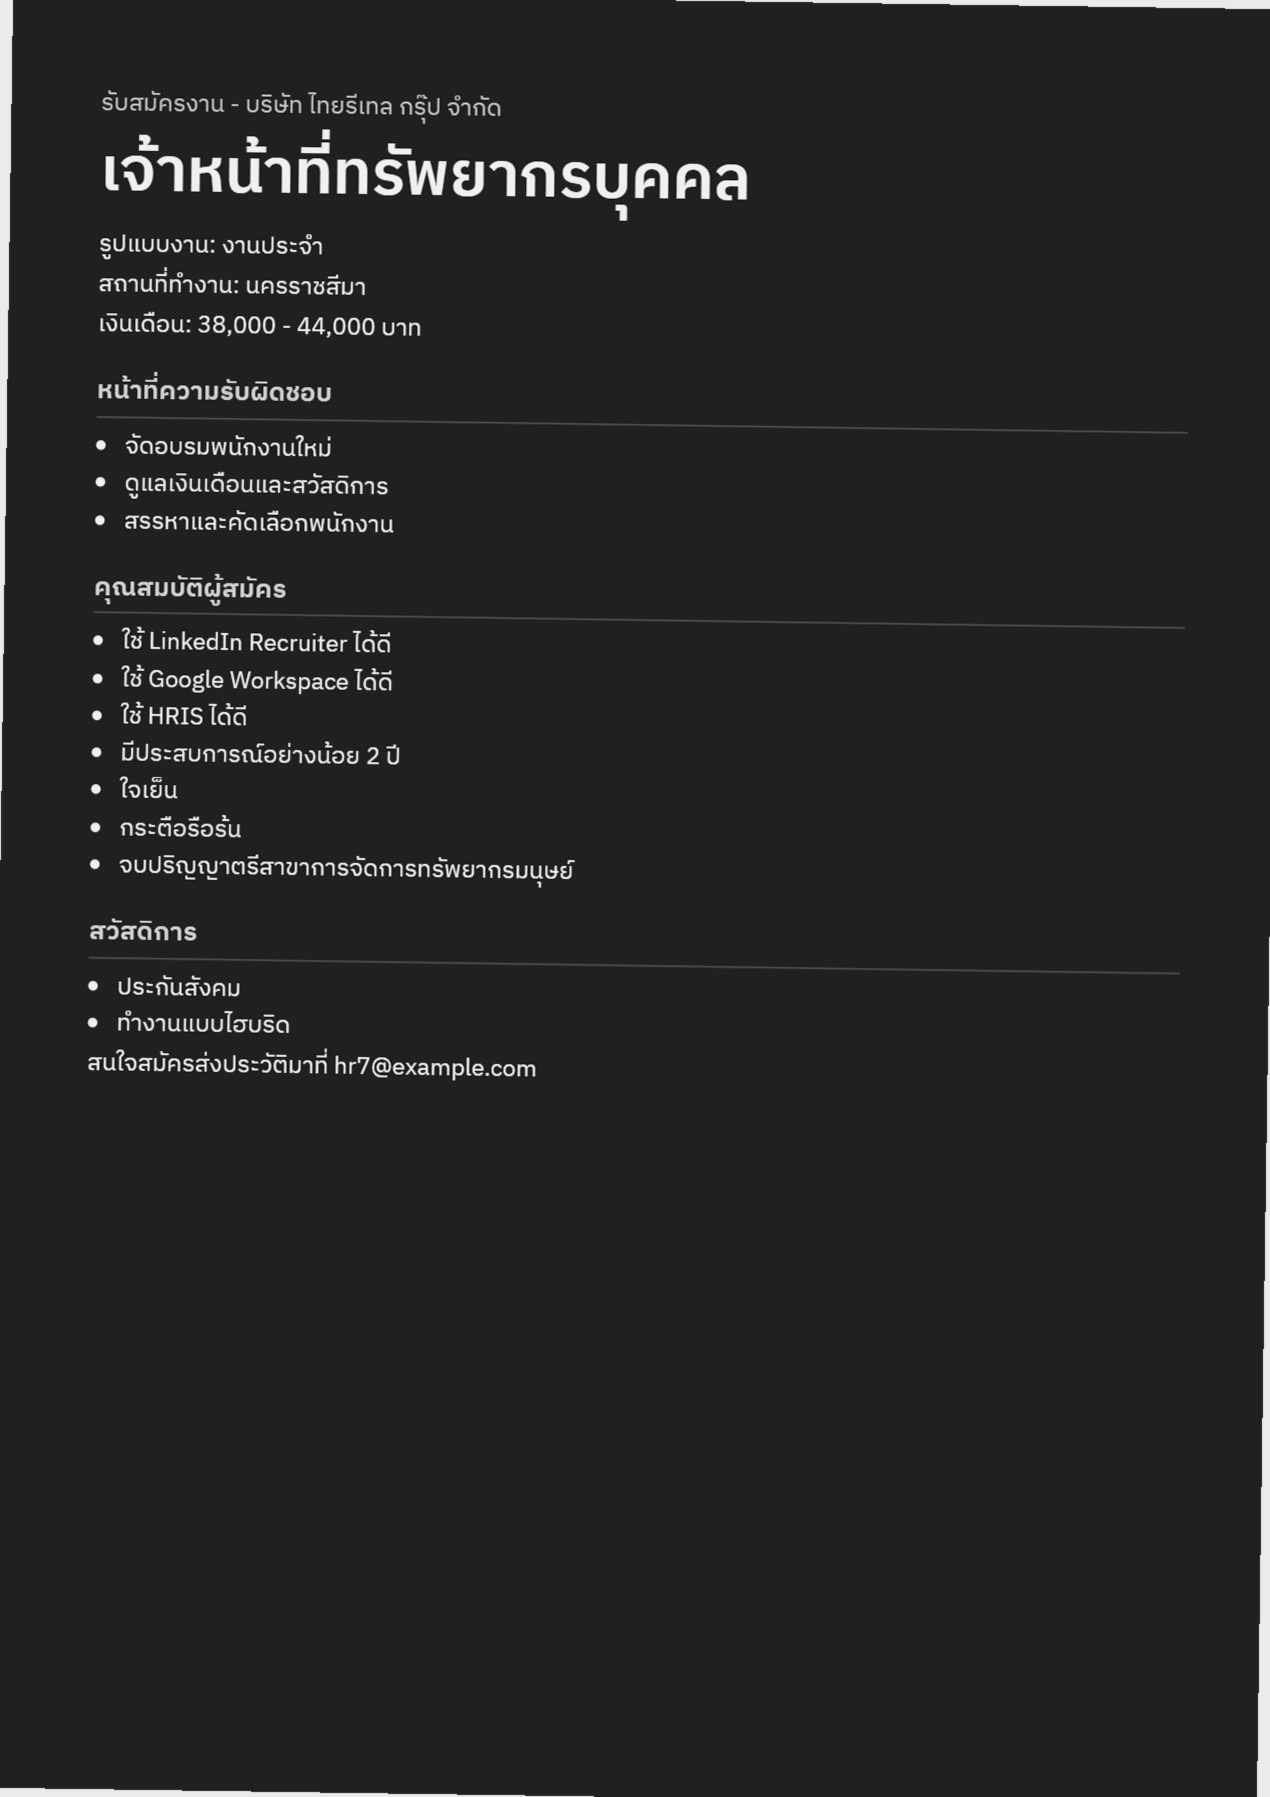 รับสมัครงาน - บริษัท ไทยรีเทล กรุ๊ป จำกัด
เจ้าหน้าที่ทรัพยากรบุคคล
รูปแบบงาน: งานประจำ
สถานที่ทำงาน: นครราชสีมา
เงินเดือน: 38,000 - 44,000 บาท
หน้าที่ความรับผิดชอบ
• จัดอบรมพนักงานใหม่
• ดูแลเงินเดือนและสวัสดิการ
• สรรหาและคัดเลือกพนักงาน
คุณสมบัติผู้สมัคร
• ใช้ LinkedIn Recruiter ได้ดี
• ใช้ Google Workspace ได้ดี
• ใช้ HRIS ได้ดี
• มีประสบการณ์อย่างน้อย 2 ปี
• ใจเย็น
• กระตือรือร้น
• จบปริญญาตรีสาขาการจัดการทรัพยากรมนุษย์
สวัสดิการ
• ประกันสังคม
• ทำงานแบบไฮบริด
สนใจสมัครส่งประวัติมาที่ hr7@example.com